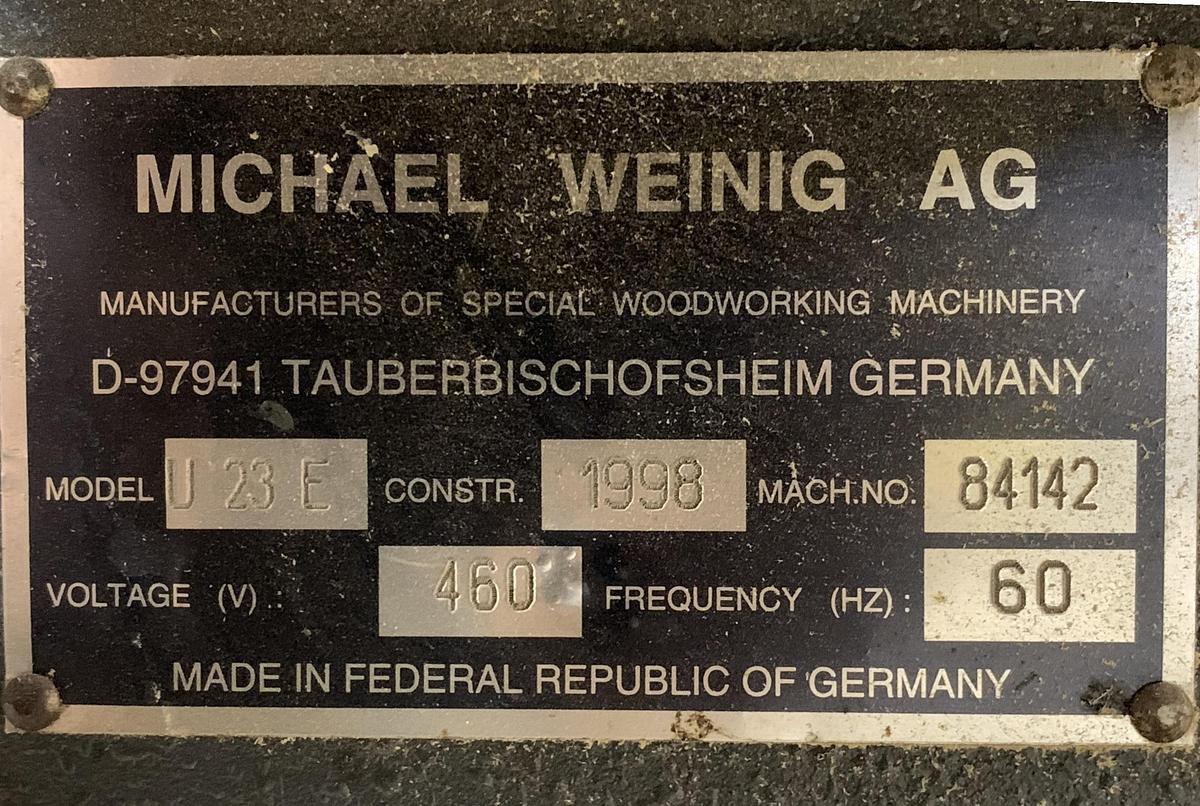 MICHAEL WEINIG AG
MANUFACTURERS OF SPECIAL WOODWORKING MACHINERY
D-97941 TAUBERBISCHOFSHEIM GERMANY
MODEL U 23 E CONSTR. 1998 MACH.NO. 84142
VOLTAGE (V) : 460 FREQUENCY (HZ) : 60
MADE IN FEDERAL REPUBLIC OF GERMANY